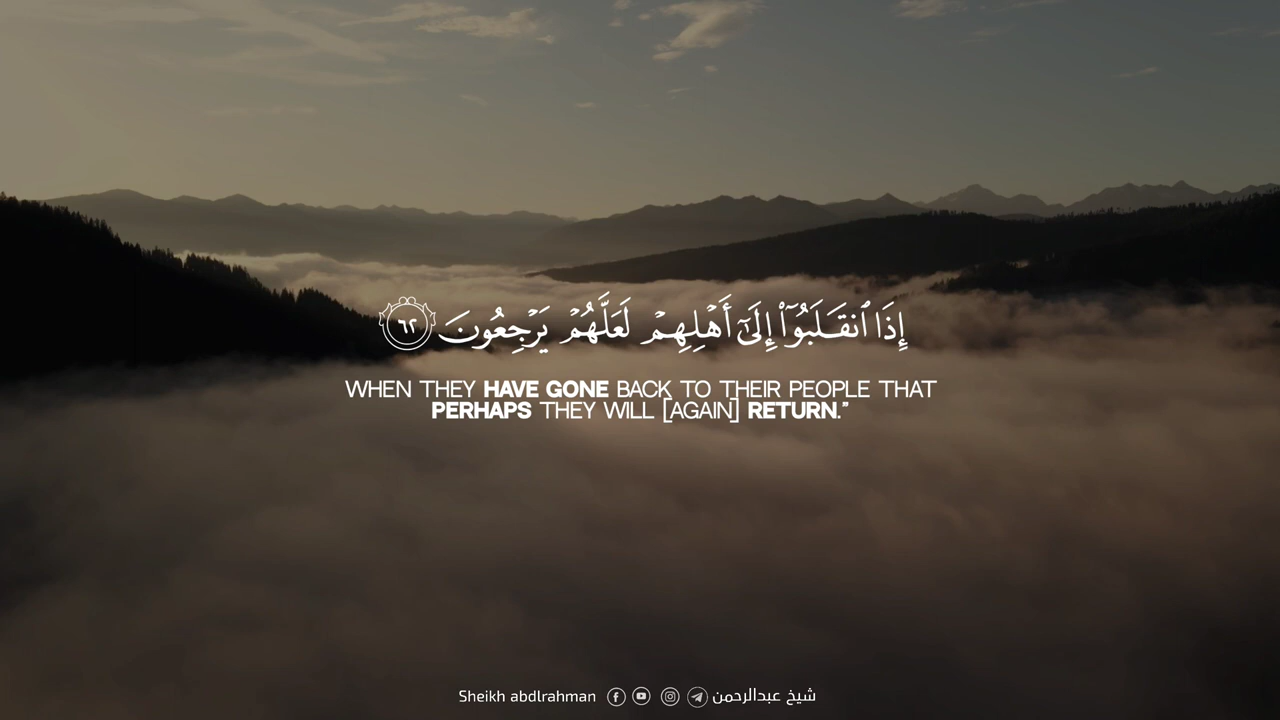 إِذَا ٱنقَلَبُوٓا۟ إِلَىٰٓ أَهْلِهِمْ لَعَلَّهُمْ يَرْجِعُونَ ٦٢
WHEN THEY HAVE GONE BACK TO THEIR PEOPLE THAT
PERHAPS THEY WILL [AGAIN] RETURN."
Sheikh abdlrahman شيخ عبدالرحمن